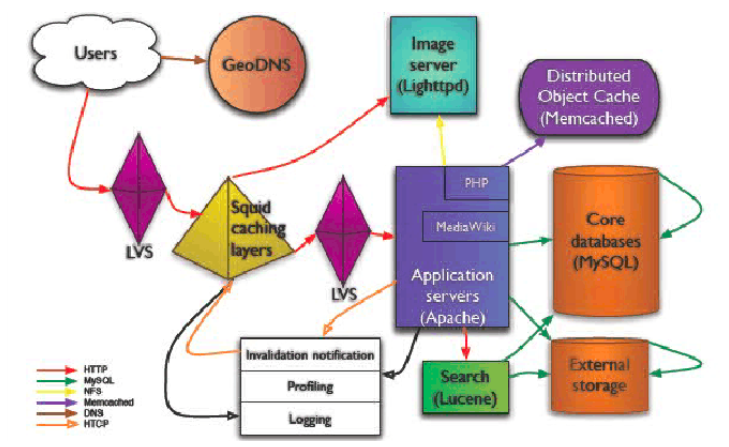 Users
GeoDNS
Image
server
(Lighttpd)
Distributed
Object Cache
(Memcached)
LVS
Squid
caching
layers
LVS
PHP
MediaWiki
Application
servers
(Apache)
Core
databases
(MySQL)
Invalidation notification
Profiling
Logging
Search
(Lucene)
External
storage
HTTP
MySQL
NFS
Memcached
DNS
HTCP